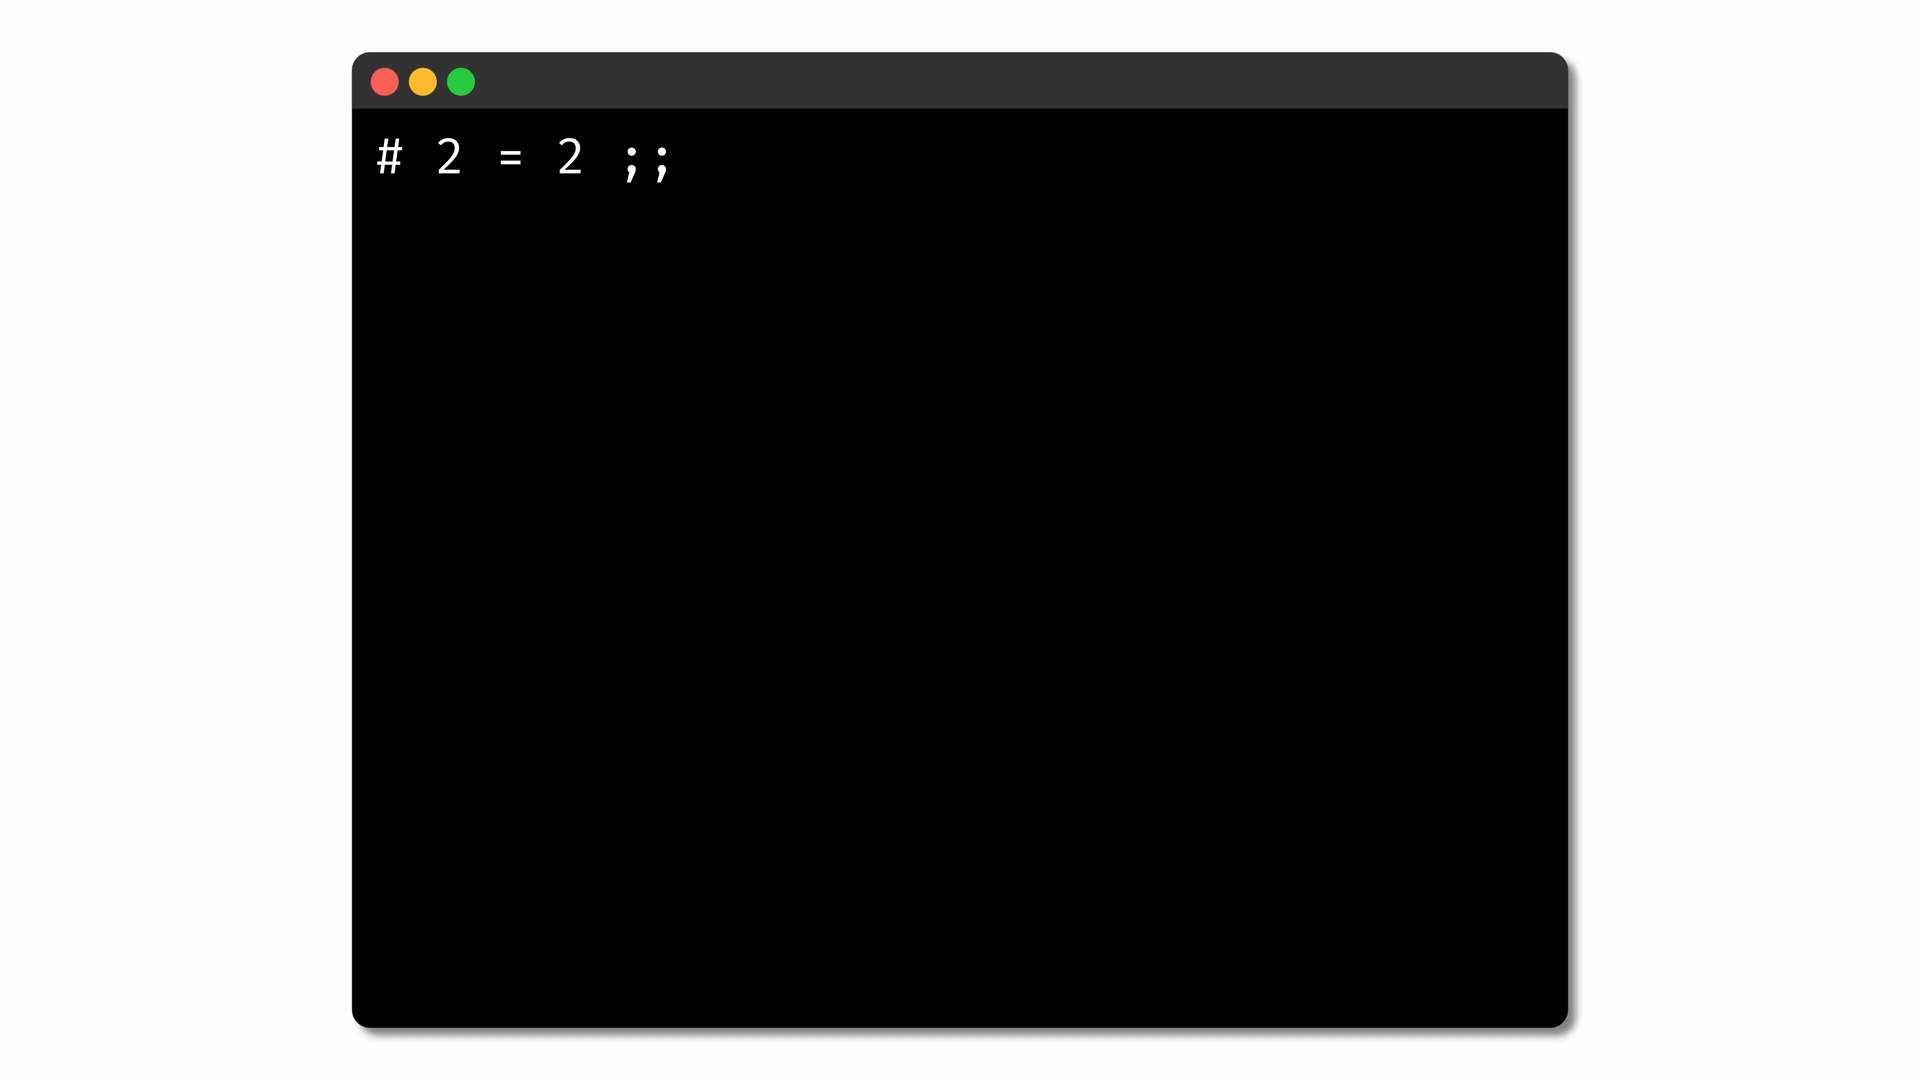 # 2 = 2 ;;